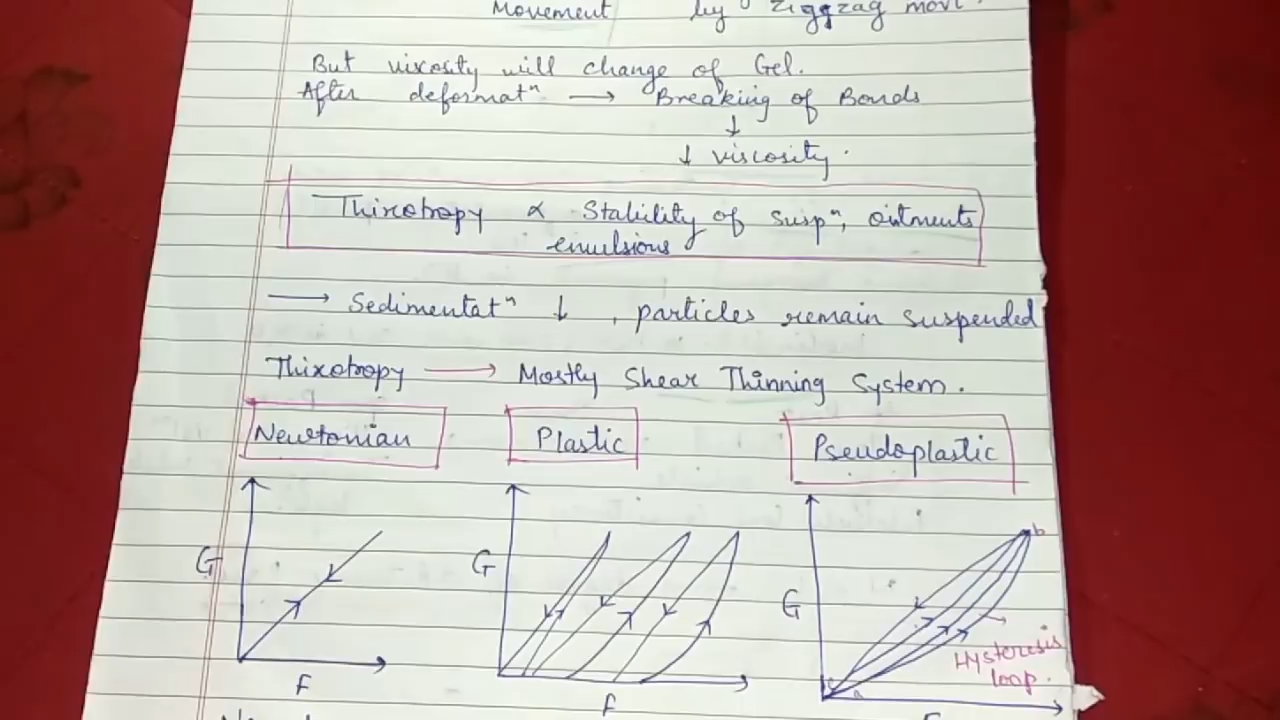 Movement by zigzag mov
But viscosity will change of Gel.
After deformatⁿ → Breaking of Bonds
↓
↓ viscosity.
Thixotropy ∝ Stability of suspⁿ, ointments
emulsions
→ Sedimentatⁿ ↓, particles remain suspended
Thixotropy → Mostly Shear Thinning System.
Newtonian Plastic Pseudoplastic
G G G b
Hysteresis
loop.
a
F F